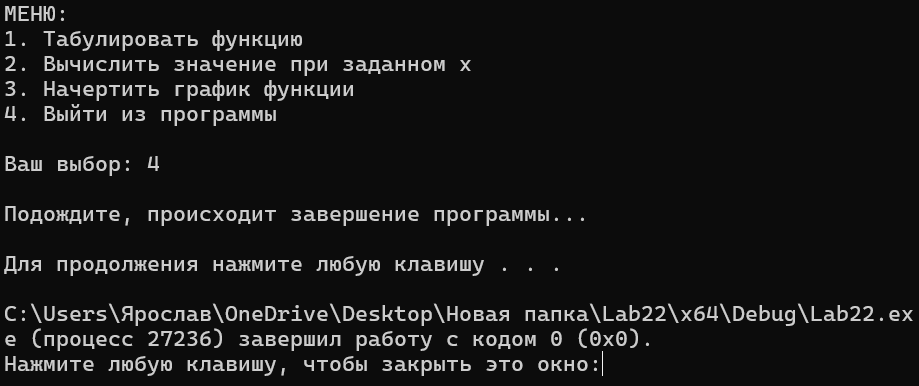 МЕНЮ:
1. Табулировать функцию
2. Вычислить значение при заданном x
3. Начертить график функции
4. Выйти из программы
Ваш выбор: 4
Подождите, происходит завершение программы...
Для продолжения нажмите любую клавишу . . .
C:\Users\Ярослав\OneDrive\Desktop\Новая папка\Lab22\x64\Debug\Lab22.ex
e (процесс 27236) завершил работу с кодом 0 (0x0).
Нажмите любую клавишу, чтобы закрыть это окно: